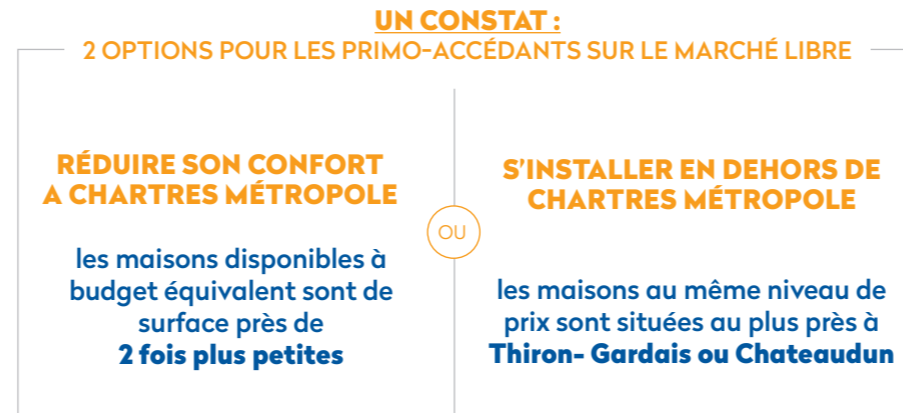 UN CONSTAT :
2 OPTIONS POUR LES PRIMO-ACCÉDANTS SUR LE MARCHÉ LIBRE
RÉDUIRE SON CONFORT
A CHARTRES MÉTROPOLE
les maisons disponibles à
budget équivalent sont de
surface près de
2 fois plus petites
OU
S'INSTALLER EN DEHORS DE
CHARTRES MÉTROPOLE
les maisons au même niveau de
prix sont situées au plus près à
Thiron- Gardais ou Chateaudun